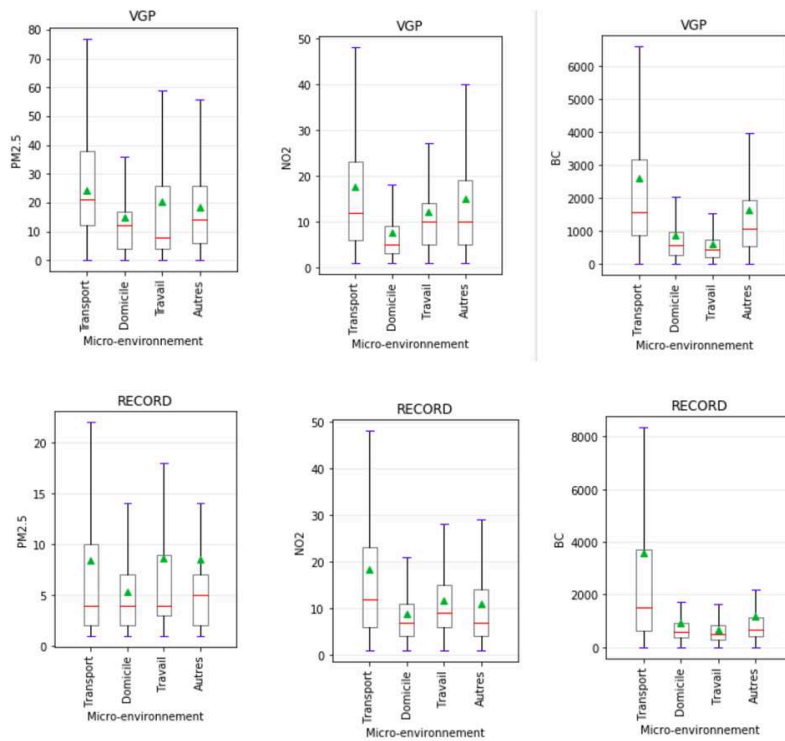 VGP
80
70
60
50
40
30
20
10
0
PM2.5
Transport
Domicile
Travail
Autres
Micro-environnement
VGP
50
40
30
20
10
0
NO2
Transport
Domicile
Travail
Autres
Micro-environnement
VGP
6000
5000
4000
3000
2000
1000
0
BC
Transport
Domicile
Travail
Autres
Micro-environnement
RECORD
20
15
10
5
0
PM2.5
Transport
Domicile
Travail
Autres
Micro-environnement
RECORD
50
40
30
20
10
0
NO2
Transport
Domicile
Travail
Autres
Micro-environnement
RECORD
8000
6000
4000
2000
0
BC
Transport
Domicile
Travail
Autres
Micro-environnement